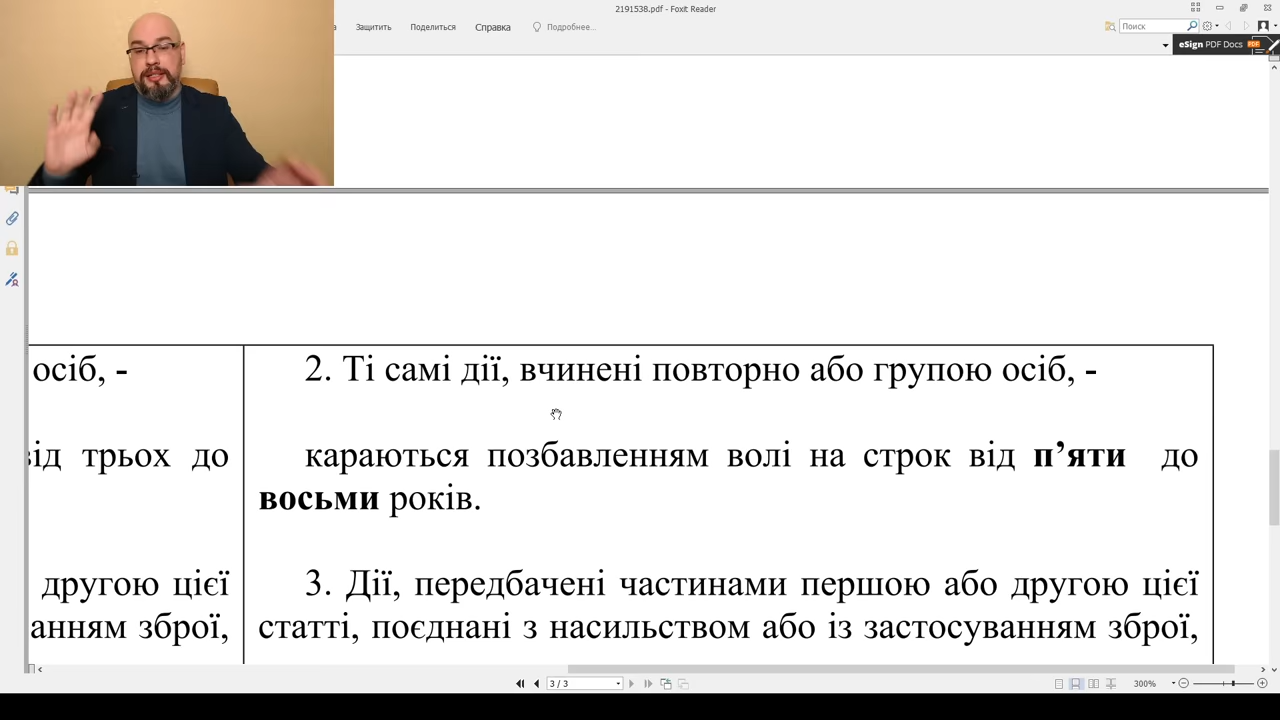 2191538.pdf - Foxit Reader
Защитить Поделиться Справка Подробнее... Поиск
eSign PDF Docs PDF
осіб, -
2. Ті самі дії, вчинені повторно або групою осіб, -
від трьох до
караються позбавленням волі на строк від п’яти до
восьми років.
другою цієї
3. Дії, передбачені частинами першою або другою цієї
зброї,
статті, поєднані з насильством або із застосуванням зброї,
3 / 3 300%